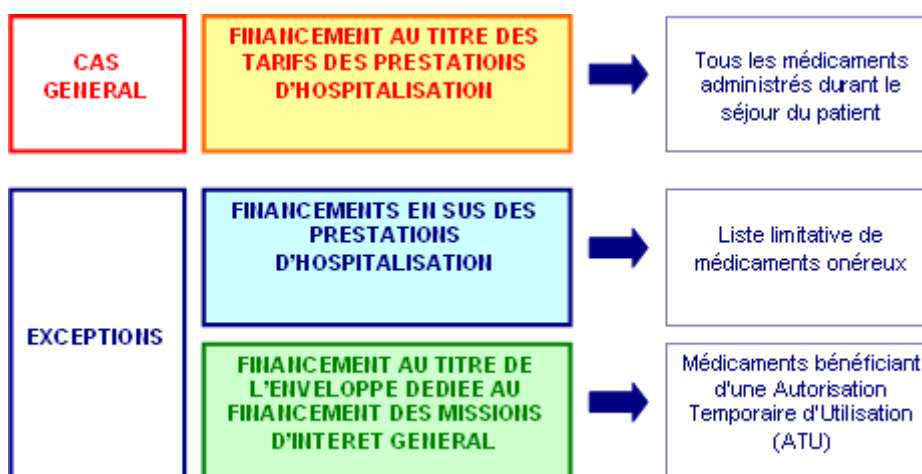 CAS
GENERAL
FINANCEMENT AU TITRE DES
TARIFS DES PRESTATIONS
D'HOSPITALISATION
Tous les médicaments
administrés durant le
séjour du patient
EXCEPTIONS
FINANCEMENTS EN SUS DES
PRESTATIONS
D'HOSPITALISATION
Liste limitative de
médicaments onéreux
FINANCEMENT AU TITRE DE
L'ENVELOPPE DEDIEE AU
FINANCEMENT DES MISSIONS
D'INTERET GENERAL
Médicaments bénéficiant
d'une Autorisation
Temporaire d'Utilisation
(ATU)